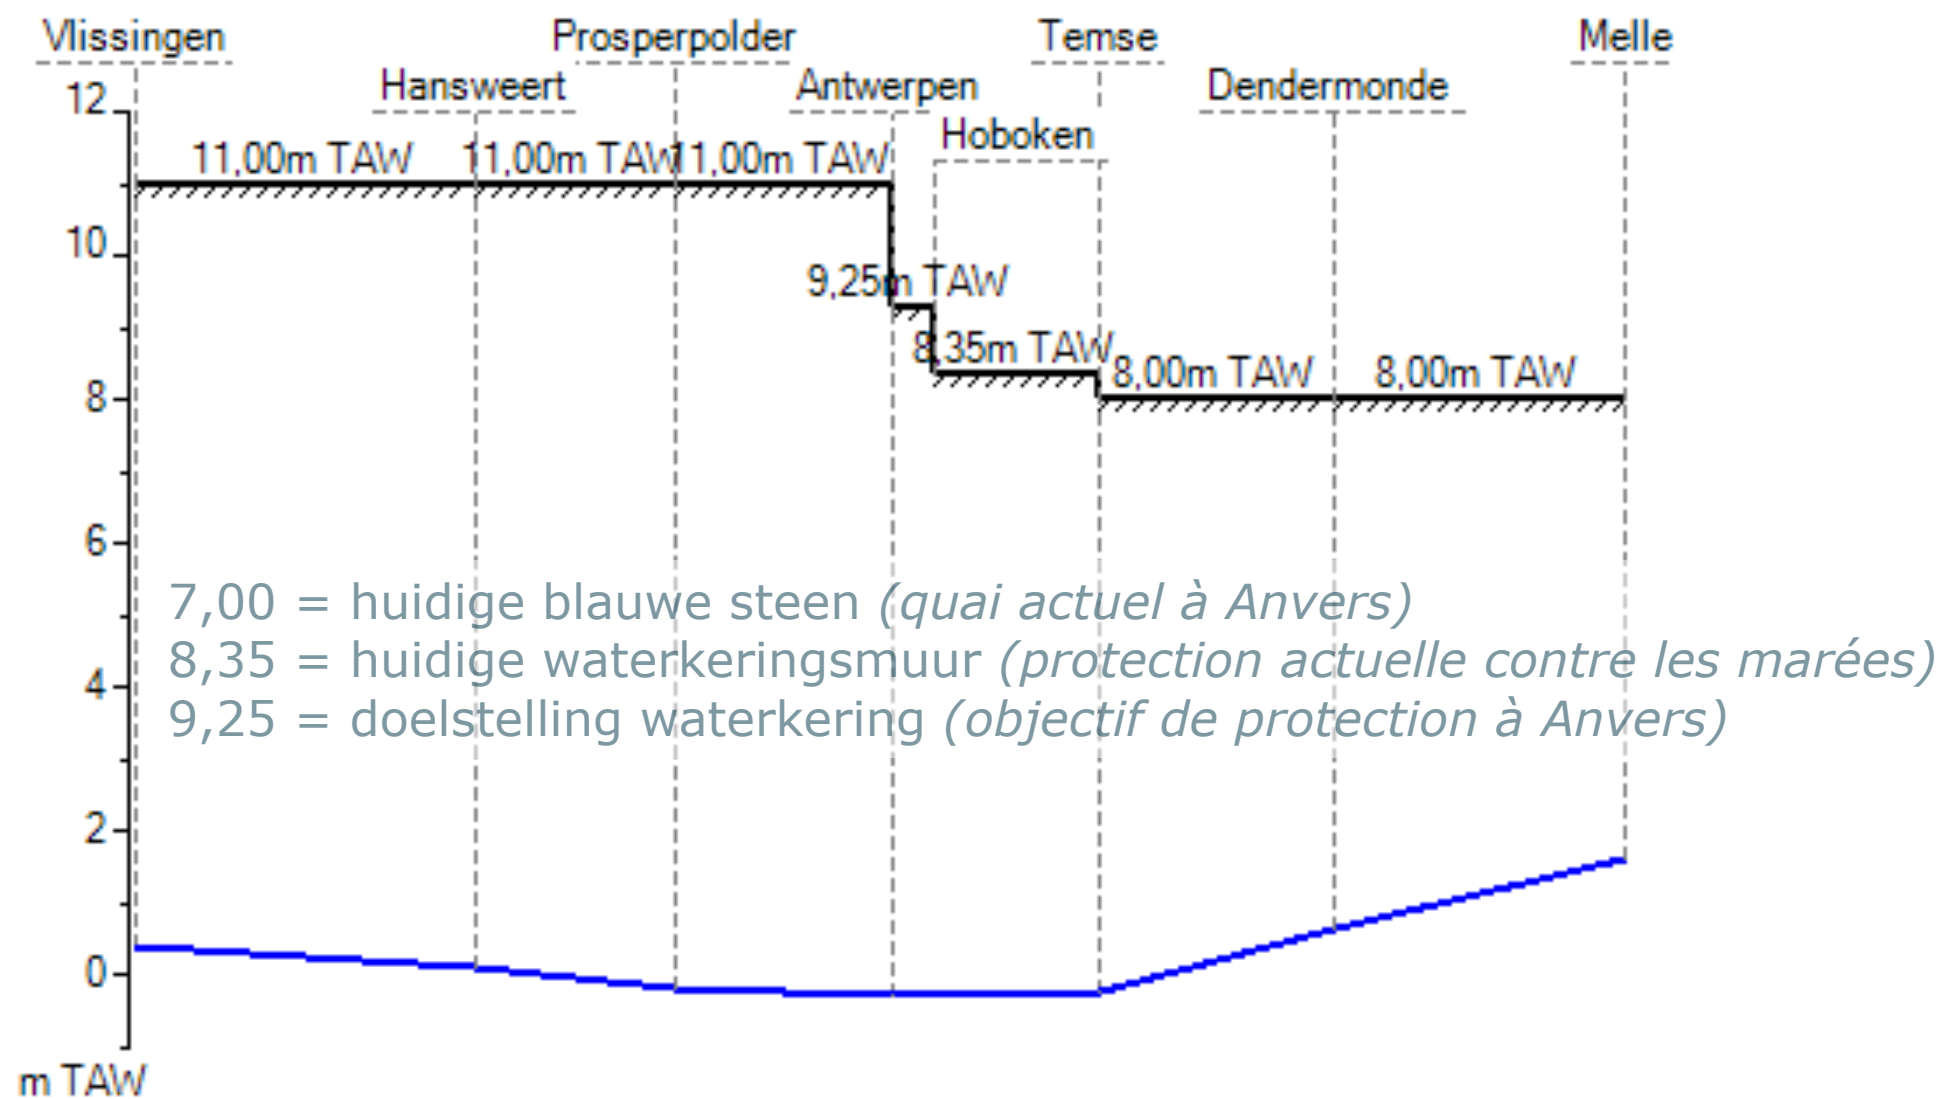 Vlissingen Prosperpolder Temse Melle
Hansweert Antwerpen Dendermonde
12
Hoboken
11,00m TAW 11,00m TAW 11,00m TAW
10
9,25m TAW
8,35m TAW
8,00m TAW 8,00m TAW
8
6
7,00 = huidige blauwe steen (quai actuel à Anvers)
8,35 = huidige waterkeringsmuur (protection actuelle contre les marées)
4
9,25 = doelstelling waterkering (objectif de protection à Anvers)
2
0
m TAW